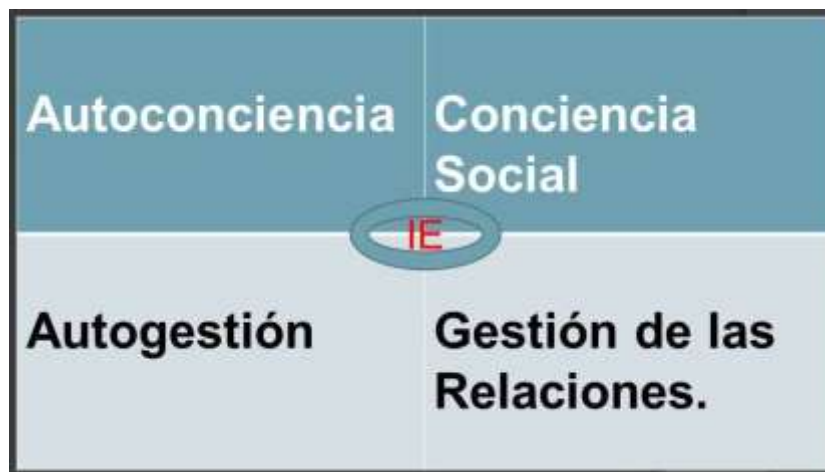 Autoconciencia
Conciencia
Social
IE
Autogestión
Gestión de las
Relaciones.